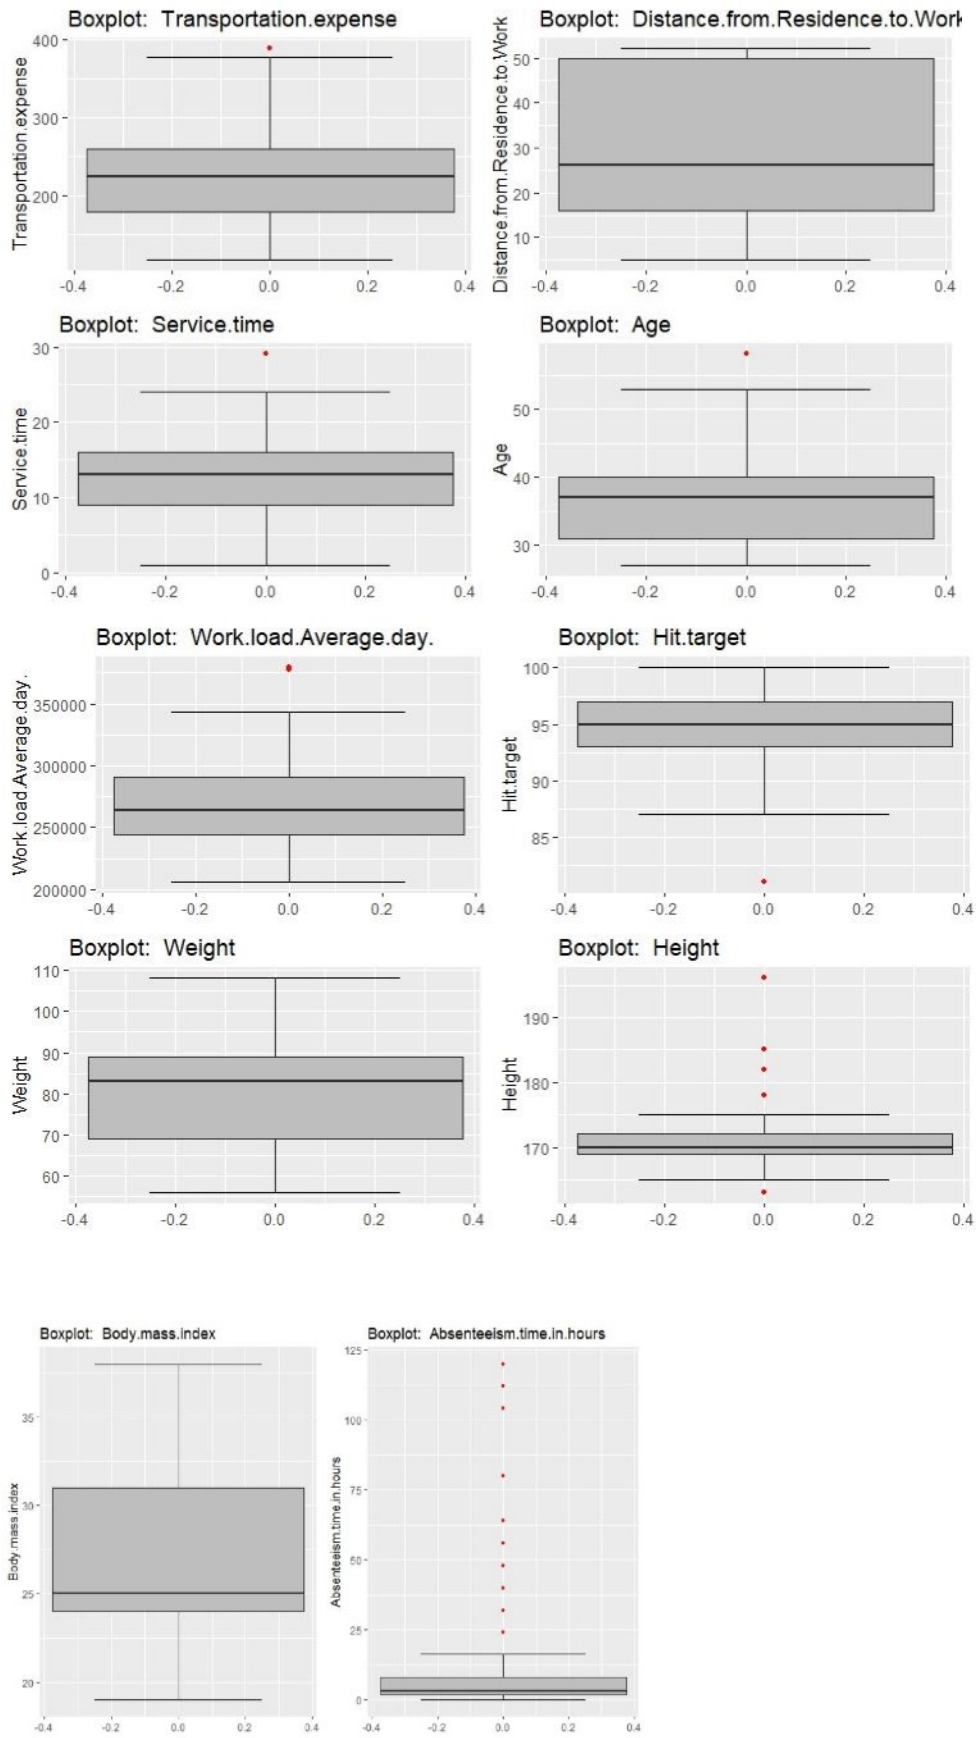 Boxplot: Transportation.expense
Transportation.expense
400
300
200
-0.4 -0.2 0.0 0.2 0.4
Boxplot: Distance.from.Residence.to.Work
Distance.from.Residence.to.Work
50
40
30
20
10
-0.4 -0.2 0.0 0.2 0.4
Boxplot: Service.time
Service.time
30
20
10
0
-0.4 -0.2 0.0 0.2 0.4
Boxplot: Age
Age
50
40
30
-0.4 -0.2 0.0 0.2 0.4
Boxplot: Work.load.Average.day.
Work.load.Average.day.
350000
300000
250000
200000
-0.4 -0.2 0.0 0.2 0.4
Boxplot: Hit.target
Hit.target
100
95
90
85
-0.4 -0.2 0.0 0.2 0.4
Boxplot: Weight
Weight
110
100
90
80
70
60
-0.4 -0.2 0.0 0.2 0.4
Boxplot: Height
Height
190
180
170
-0.4 -0.2 0.0 0.2 0.4
Boxplot: Body.mass.index
Body.mass.index
35
30
25
20
-0.4 -0.2 0.0 0.2 0.4
Boxplot: Absenteeism.time.in.hours
Absenteeism.time.in.hours
125
100
75
50
25
0
-0.4 -0.2 0.0 0.2 0.4